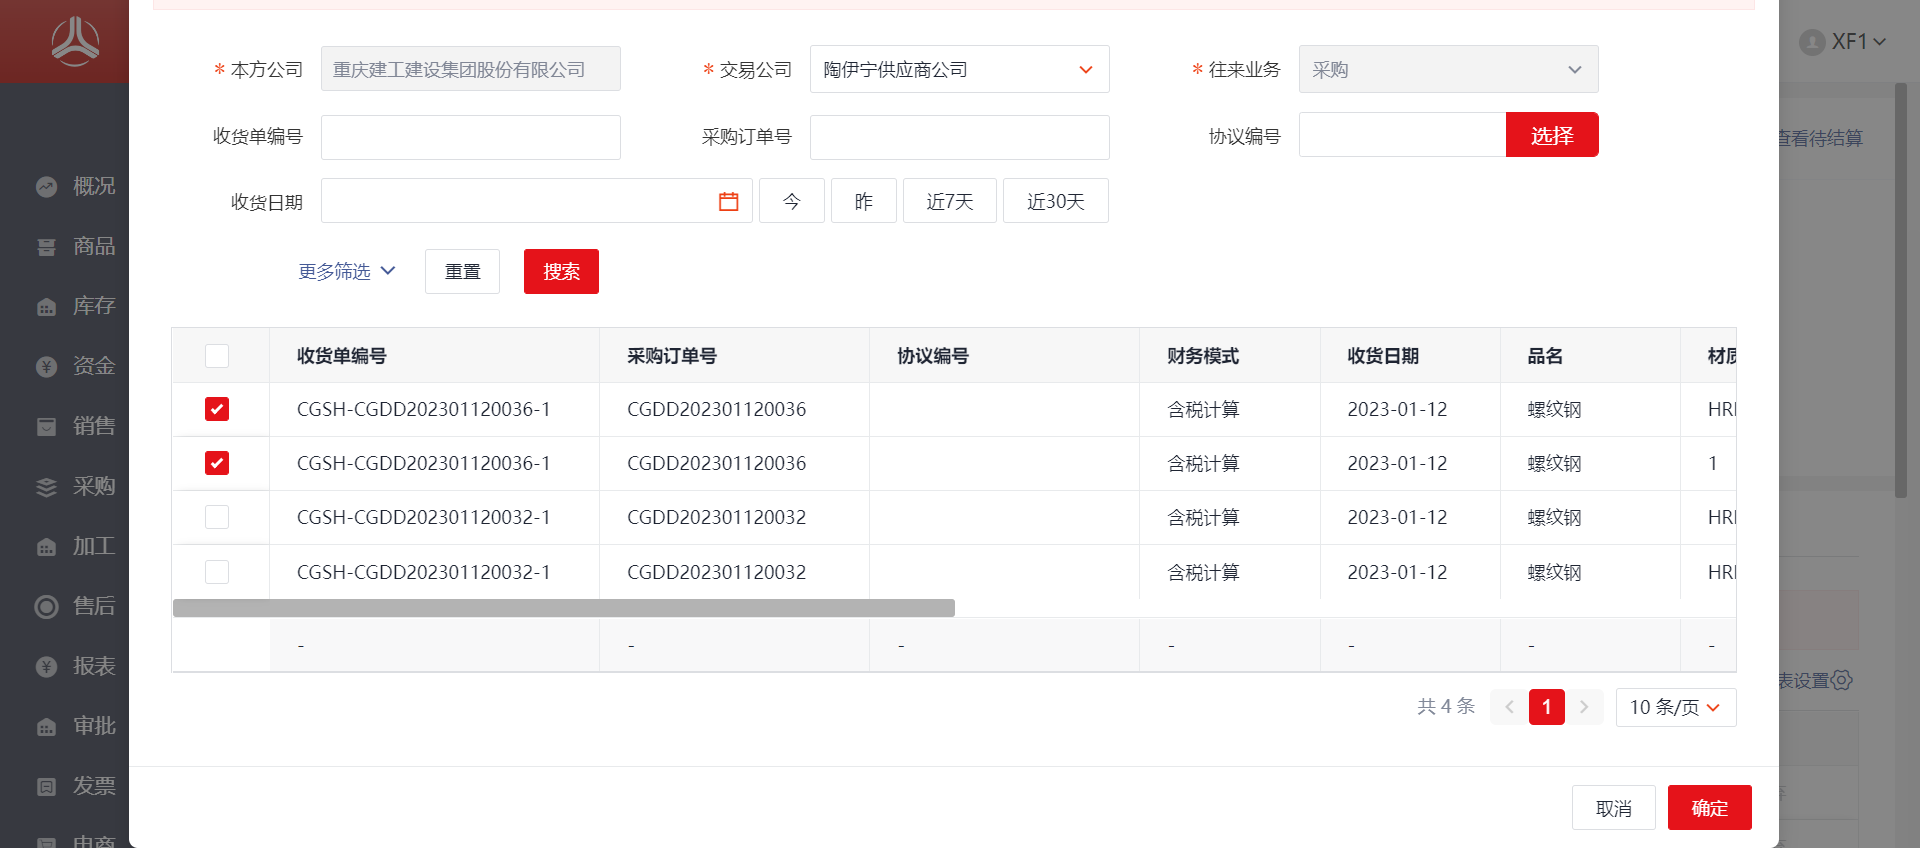 XF1
* 本方公司 重庆建工建设集团股份有限公司 * 交易公司 陶伊宁供应商公司 * 往来业务 采购
收货单编号 采购订单号 协议编号 选择
查看待结算
收货日期 今 昨 近7天 近30天
更多筛选 重置 搜索
概况
商品
库存
资金
销售
采购
加工
售后
报表
审批
发票
电商
收货单编号 采购订单号 协议编号 财务模式 收货日期 品名 材质
CGSH-CGDD202301120036-1 CGDD202301120036 含税计算 2023-01-12 螺纹钢 HR
CGSH-CGDD202301120036-1 CGDD202301120036 含税计算 2023-01-12 螺纹钢 1
CGSH-CGDD202301120032-1 CGDD202301120032 含税计算 2023-01-12 螺纹钢 HR
CGSH-CGDD202301120032-1 CGDD202301120032 含税计算 2023-01-12 螺纹钢 HR
- - - - - - -
表设置
共 4 条 1 10 条/页
取消 确定